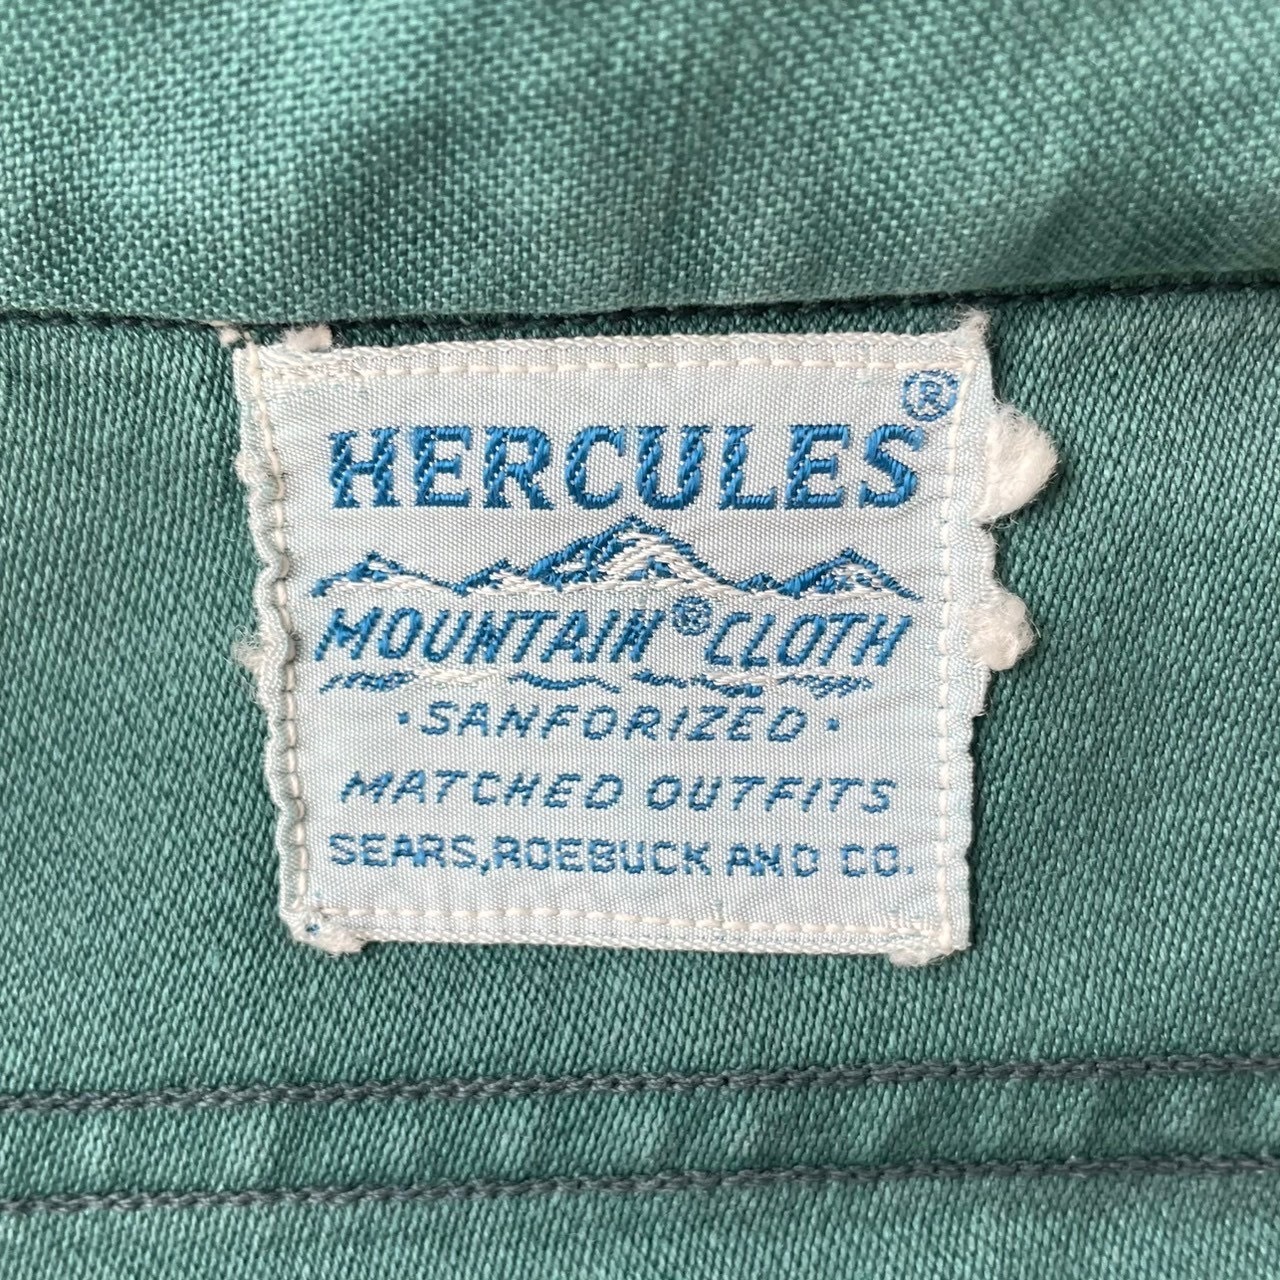 HERCULES®
MOUNTAIN® CLOTH
· SANFORIZED ·
MATCHED OUTFITS
SEARS, ROEBUCK AND CO.